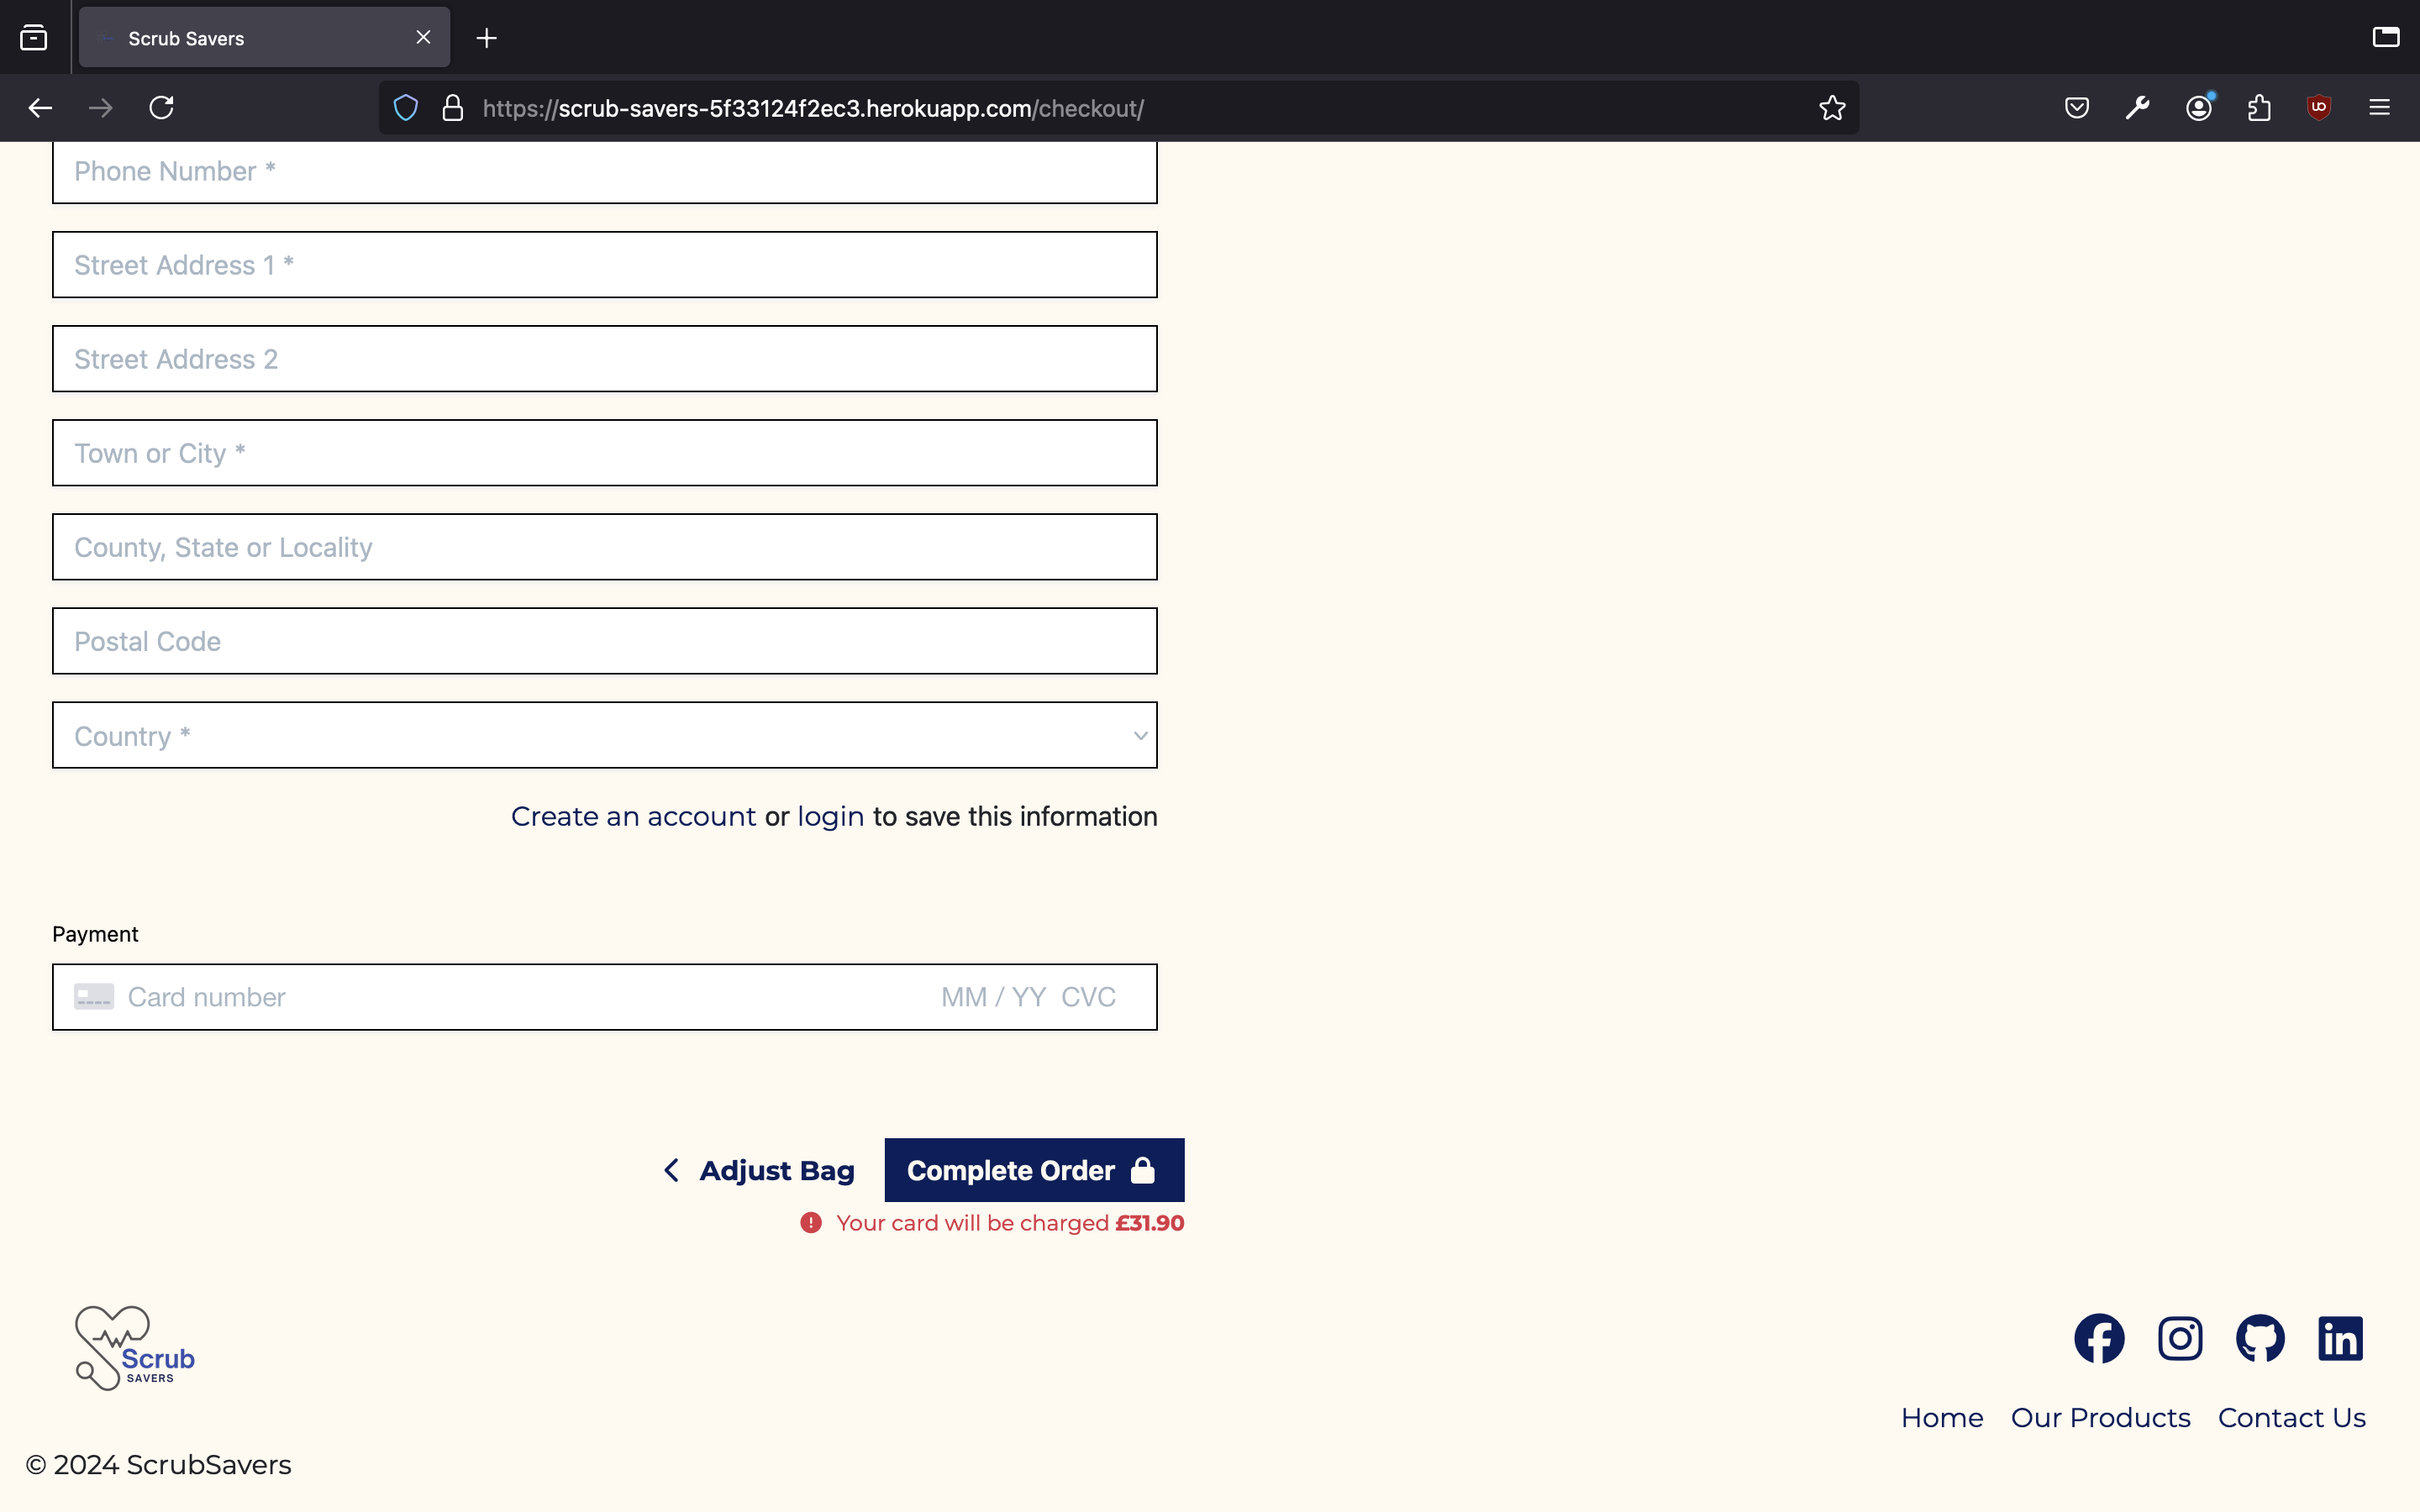 Scrub Savers
https://scrub-savers-5f33124f2ec3.herokuapp.com/checkout/
Phone Number *
Street Address 1 *
Street Address 2
Town or City *
County, State or Locality
Postal Code
Country *
Create an account or login to save this information
Payment
Card number MM / YY CVC
Adjust Bag Complete Order
Your card will be charged £31.90
Scrub
SAVERS
Home Our Products Contact Us
© 2024 ScrubSavers